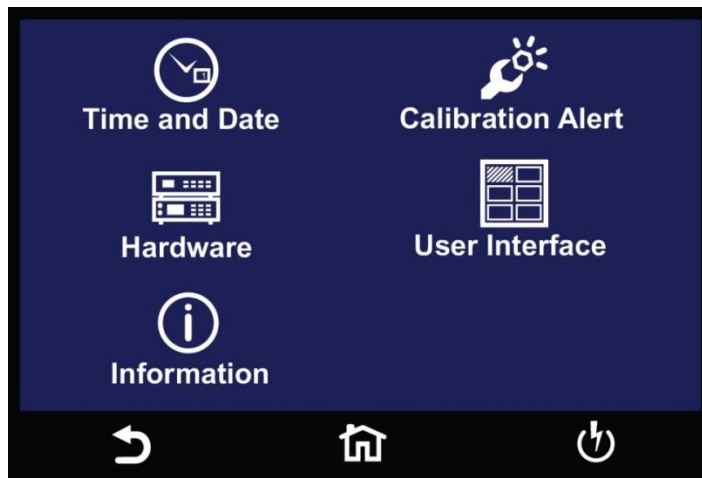 Time and Date
Calibration Alert
Hardware
User Interface
Information